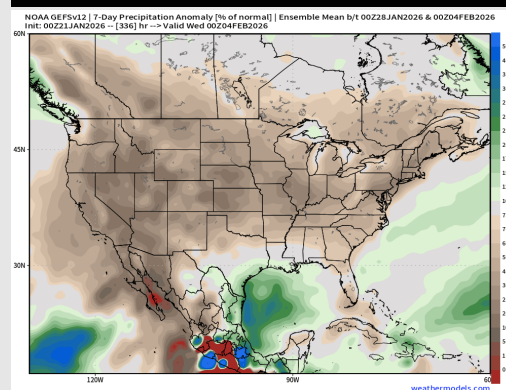 NOAA GEFSv12 | 7-Day Precipitation Anomaly [% of normal] | Ensemble Mean b/t 00Z28JAN2026 & 00Z04FEB2026
Init: 00Z21JAN2026 -- [336] hr --> Valid Wed 00Z04FEB2026
60N
45N
30N
120W
90W
60
weathermodels.com